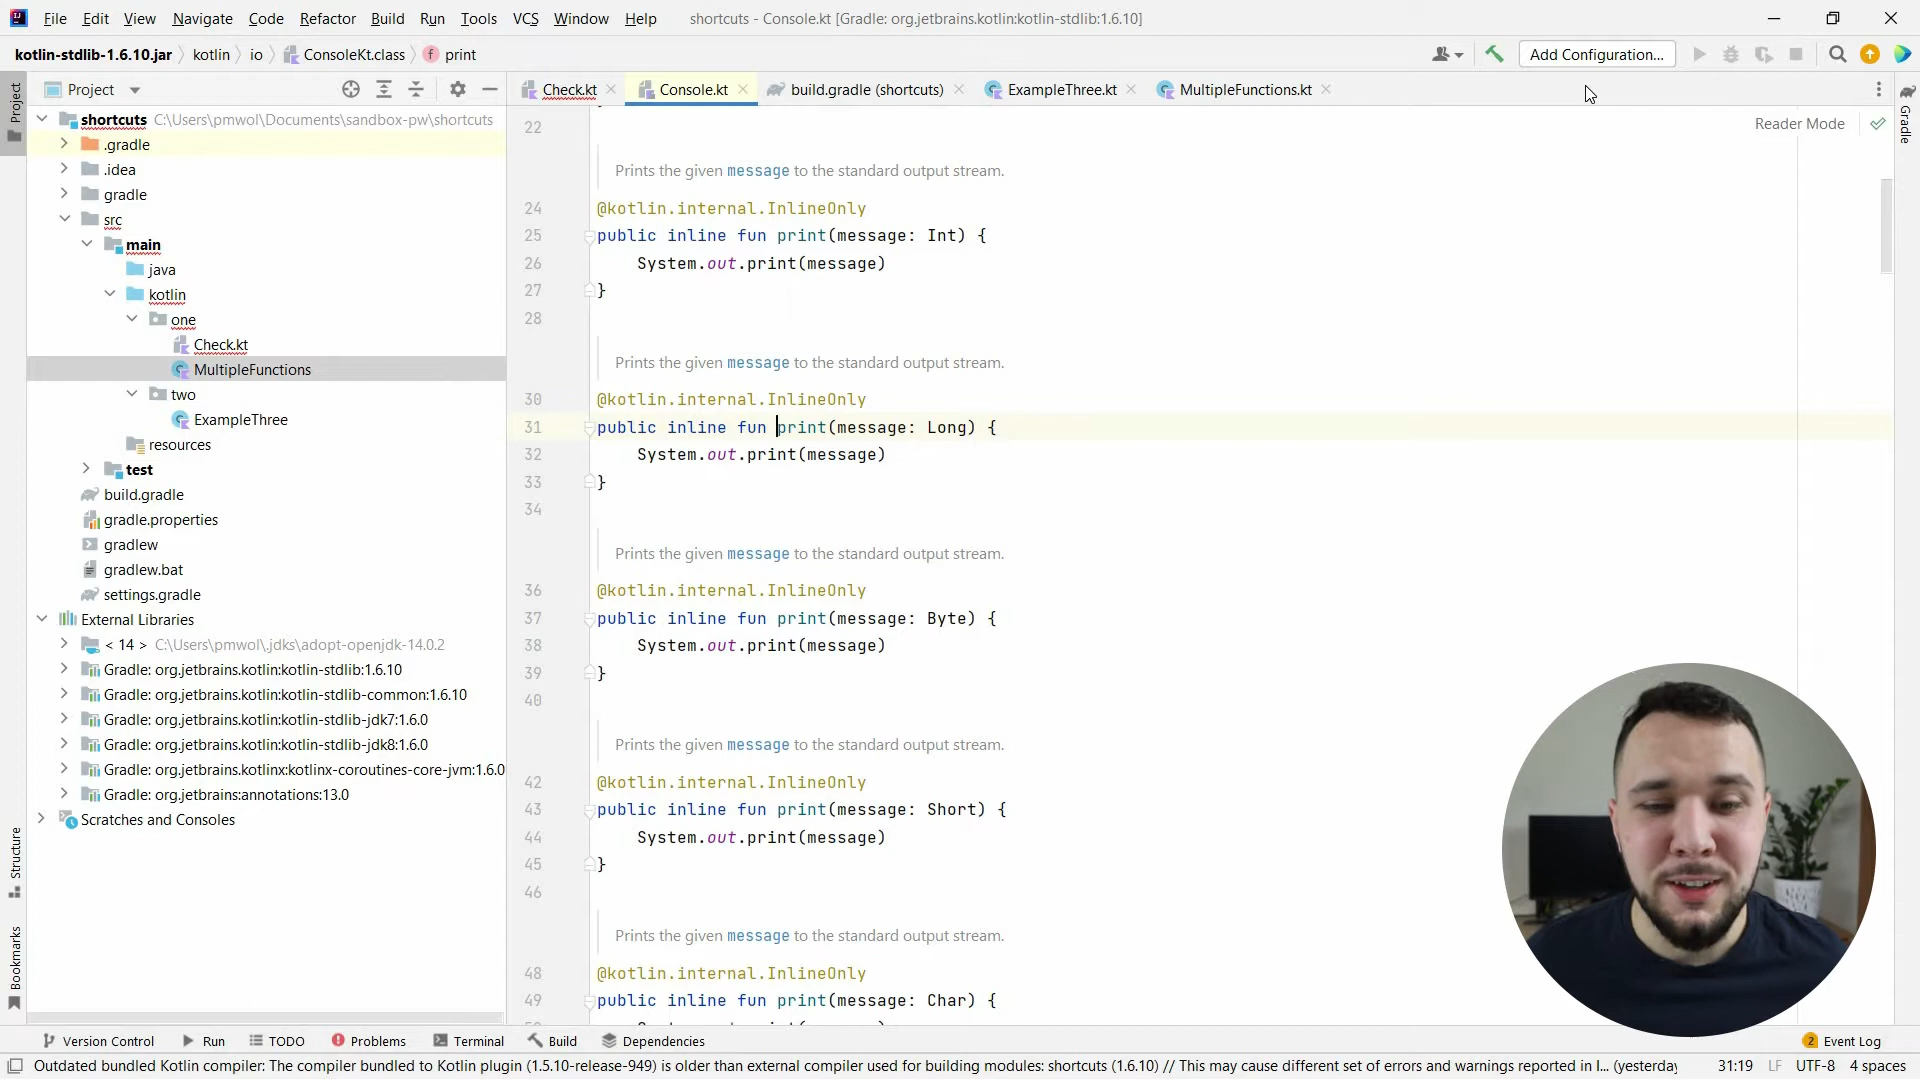 File Edit View Navigate Code Refactor Build Run Tools VCS Window Help shortcuts - Console.kt [Gradle: org.jetbrains.kotlin:kotlin-stdlib:1.6.10]
kotlin-stdlib-1.6.10.jar kotlin io ConsoleKt.class print Add Configuration...
Project
Project
Check.kt Console.kt build.gradle (shortcuts) ExampleThree.kt MultipleFunctions.kt
Gradle
Reader Mode
shortcuts C:\Users\pmwol\Documents\sandbox-pw\shortcuts
.gradle
.idea
gradle
src
main
java
kotlin
one
Check.kt
MultipleFunctions
two
ExampleThree
resources
test
build.gradle
gradle.properties
gradlew
gradlew.bat
settings.gradle
External Libraries
< 14 > C:\Users\pmwol\.jdks\adopt-openjdk-14.0.2
Gradle: org.jetbrains.kotlin:kotlin-stdlib:1.6.10
Gradle: org.jetbrains.kotlin:kotlin-stdlib-common:1.6.10
Gradle: org.jetbrains.kotlin:kotlin-stdlib-jdk7:1.6.0
Gradle: org.jetbrains.kotlin:kotlin-stdlib-jdk8:1.6.0
Gradle: org.jetbrains.kotlinx:kotlinx-coroutines-core-jvm:1.6.0
Gradle: org.jetbrains:annotations:13.0
Scratches and Consoles
Structure
Bookmarks
22
Prints the given message to the standard output stream.
24 @kotlin.internal.InlineOnly
25 public inline fun print(message: Int) {
26 System.out.print(message)
27 }
28
Prints the given message to the standard output stream.
30 @kotlin.internal.InlineOnly
31 public inline fun print(message: Long) {
32 System.out.print(message)
33 }
34
Prints the given message to the standard output stream.
36 @kotlin.internal.InlineOnly
37 public inline fun print(message: Byte) {
38 System.out.print(message)
39 }
40
Prints the given message to the standard output stream.
42 @kotlin.internal.InlineOnly
43 public inline fun print(message: Short) {
44 System.out.print(message)
45 }
46
Prints the given message to the standard output stream.
48 @kotlin.internal.InlineOnly
49 public inline fun print(message: Char) {
Version Control Run TODO Problems Terminal Build Dependencies 2 Event Log
Outdated bundled Kotlin compiler: The compiler bundled to Kotlin plugin (1.5.10-release-949) is older than external compiler used for building modules: shortcuts (1.6.10) // This may cause different set of errors and warnings reported in I... (yesterday 31:19 LF UTF-8 4 spaces